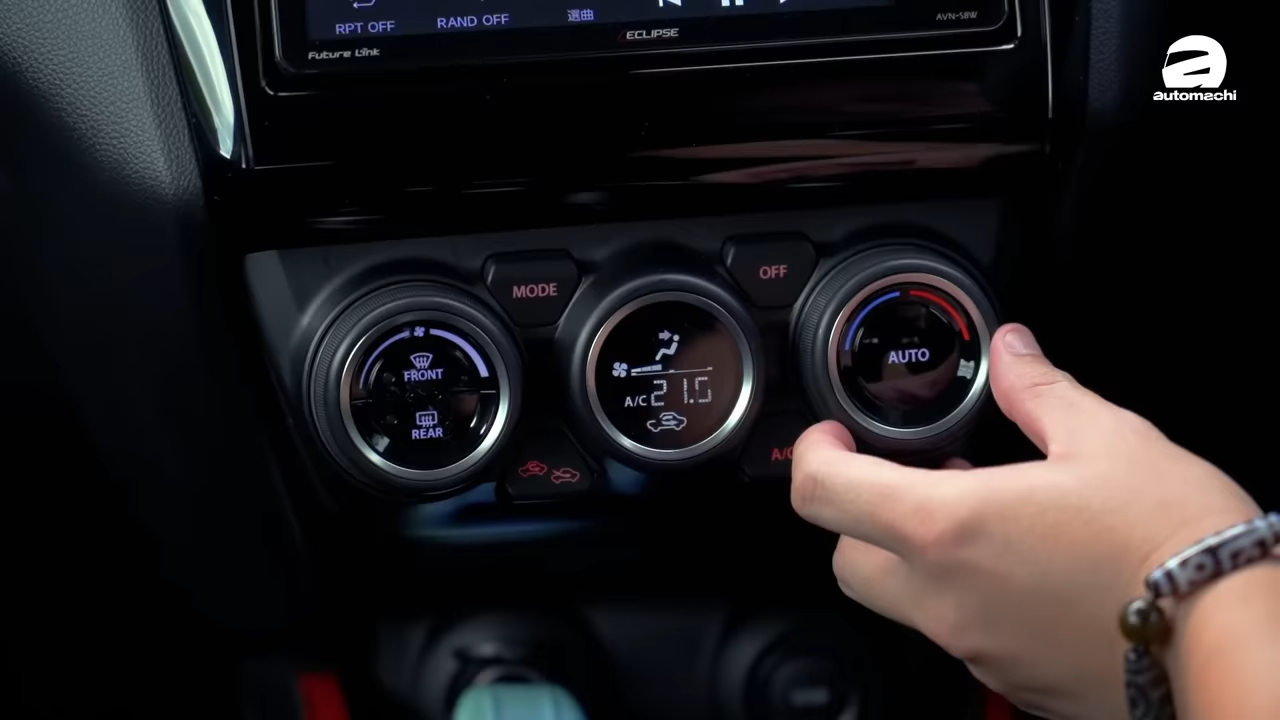 RPT OFF
RAND OFF
選曲
AVN-S8W
ECLIPSE
Future Link
automachi
MODE
OFF
FRONT
REAR
A/C 21.5
AUTO
A/C